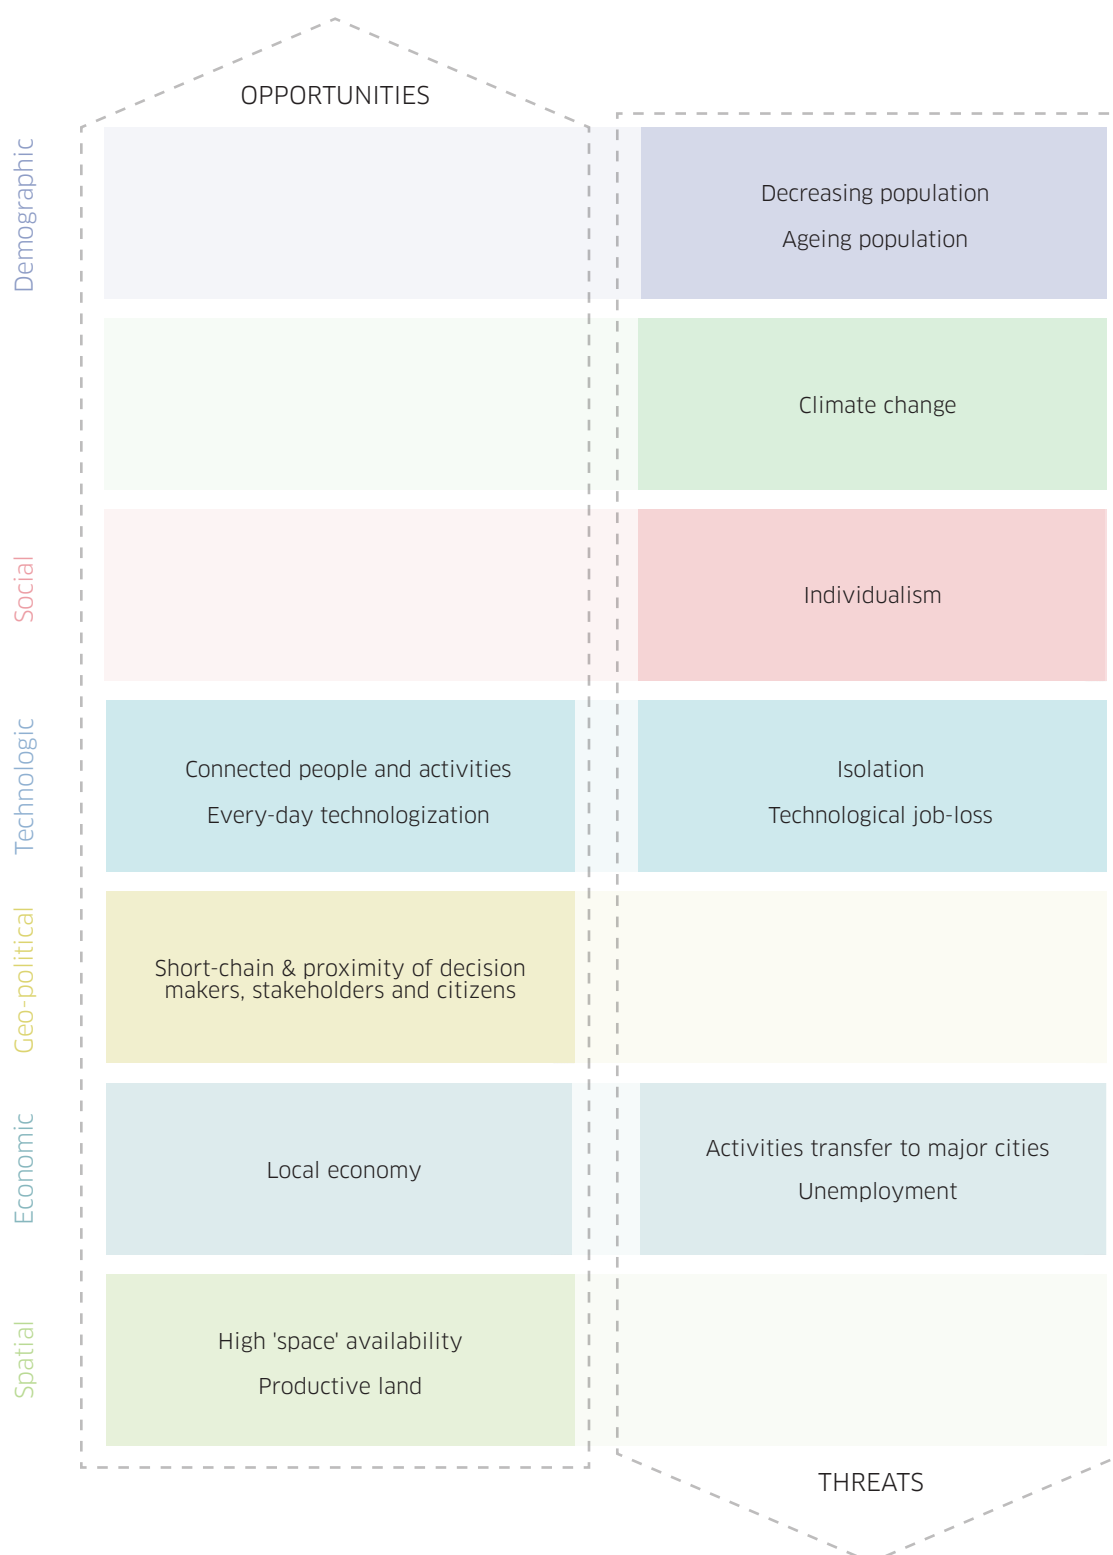 OPPORTUNITIES
Demographic
Decreasing population
Ageing population
Climate change
Social
Individualism
Technologic
Connected people and activities
Every-day technologization
Isolation
Technological job-loss
Geo-political
Short-chain & proximity of decision
makers, stakeholders and citizens
Economic
Local economy
Activities transfer to major cities
Unemployment
Spatial
High 'space' availability
Productive land
THREATS